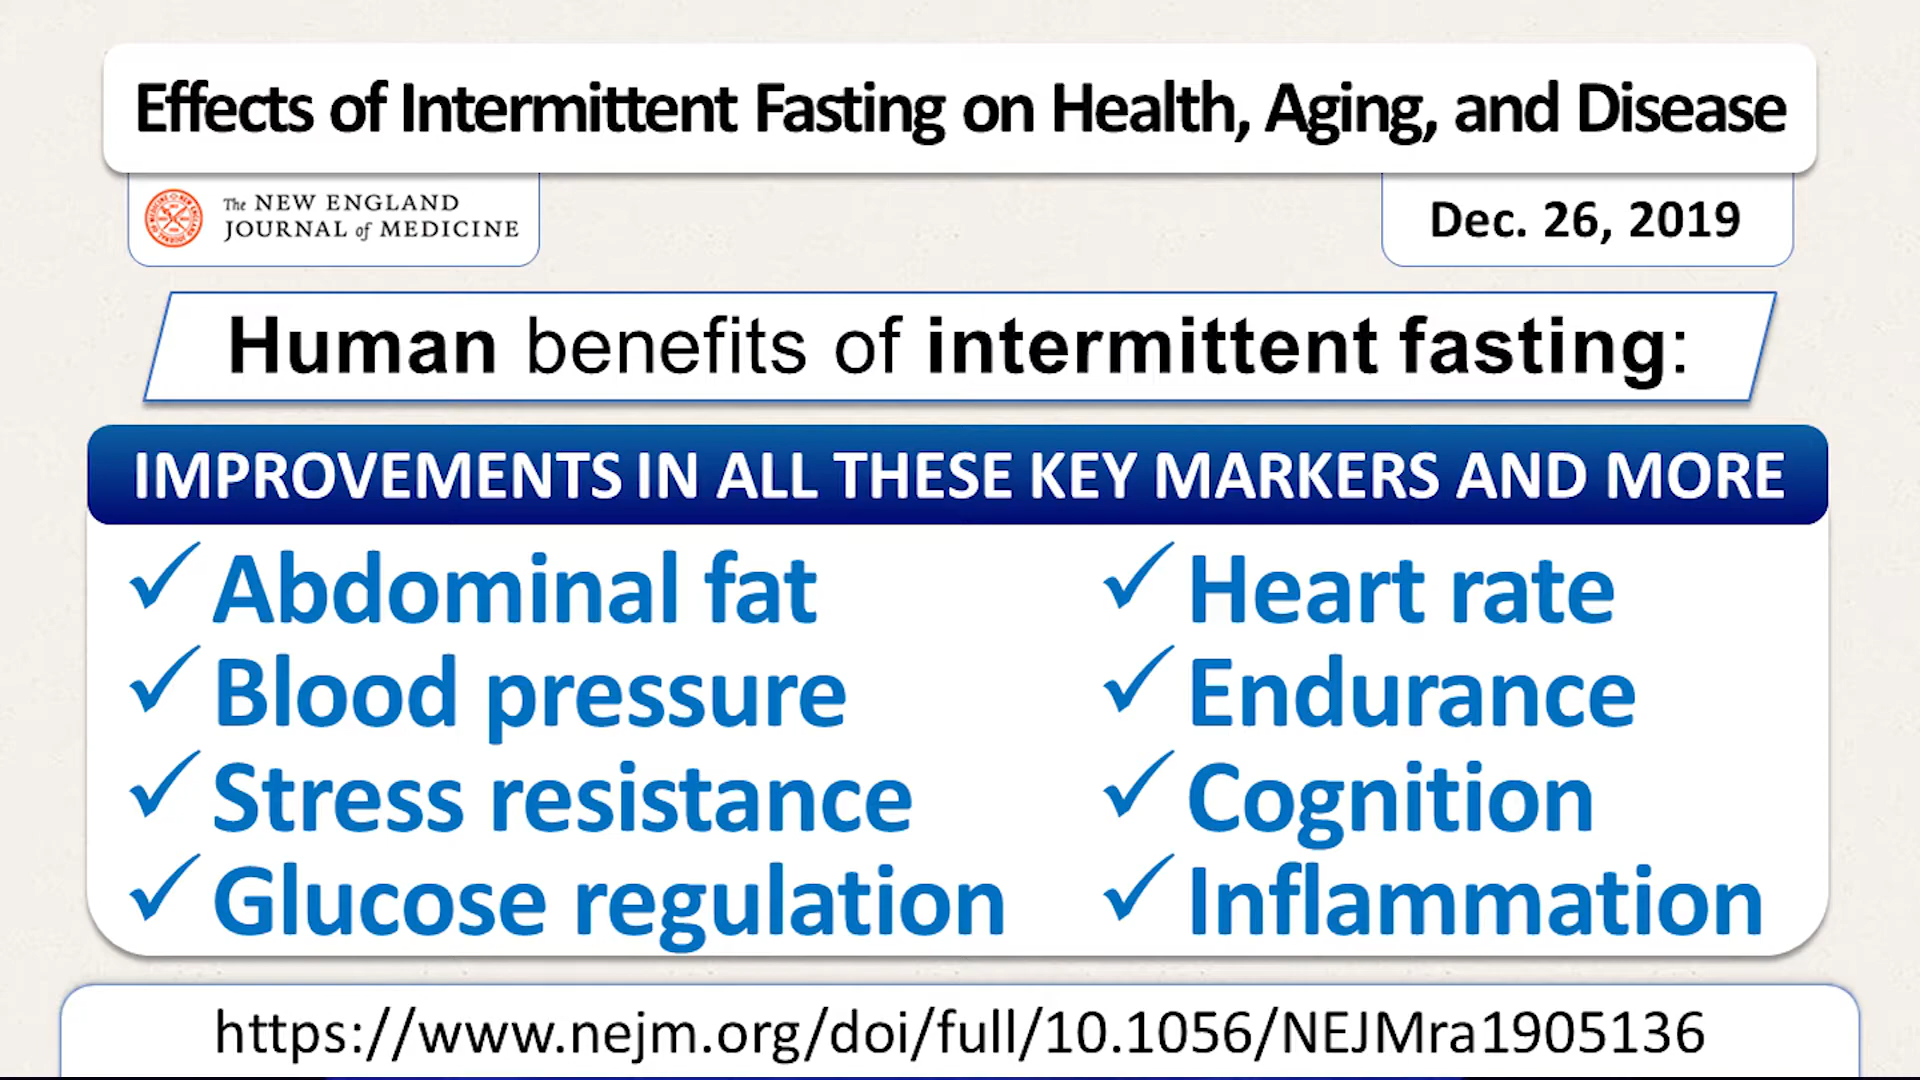 Effects of Intermittent Fasting on Health, Aging, and Disease
The NEW ENGLAND
JOURNAL of MEDICINE
Dec. 26, 2019
Human benefits of intermittent fasting:
IMPROVEMENTS IN ALL THESE KEY MARKERS AND MORE
✓ Abdominal fat
✓ Blood pressure
✓ Stress resistance
✓ Glucose regulation
✓ Heart rate
✓ Endurance
✓ Cognition
✓ Inflammation
https://www.nejm.org/doi/full/10.1056/NEJMra1905136